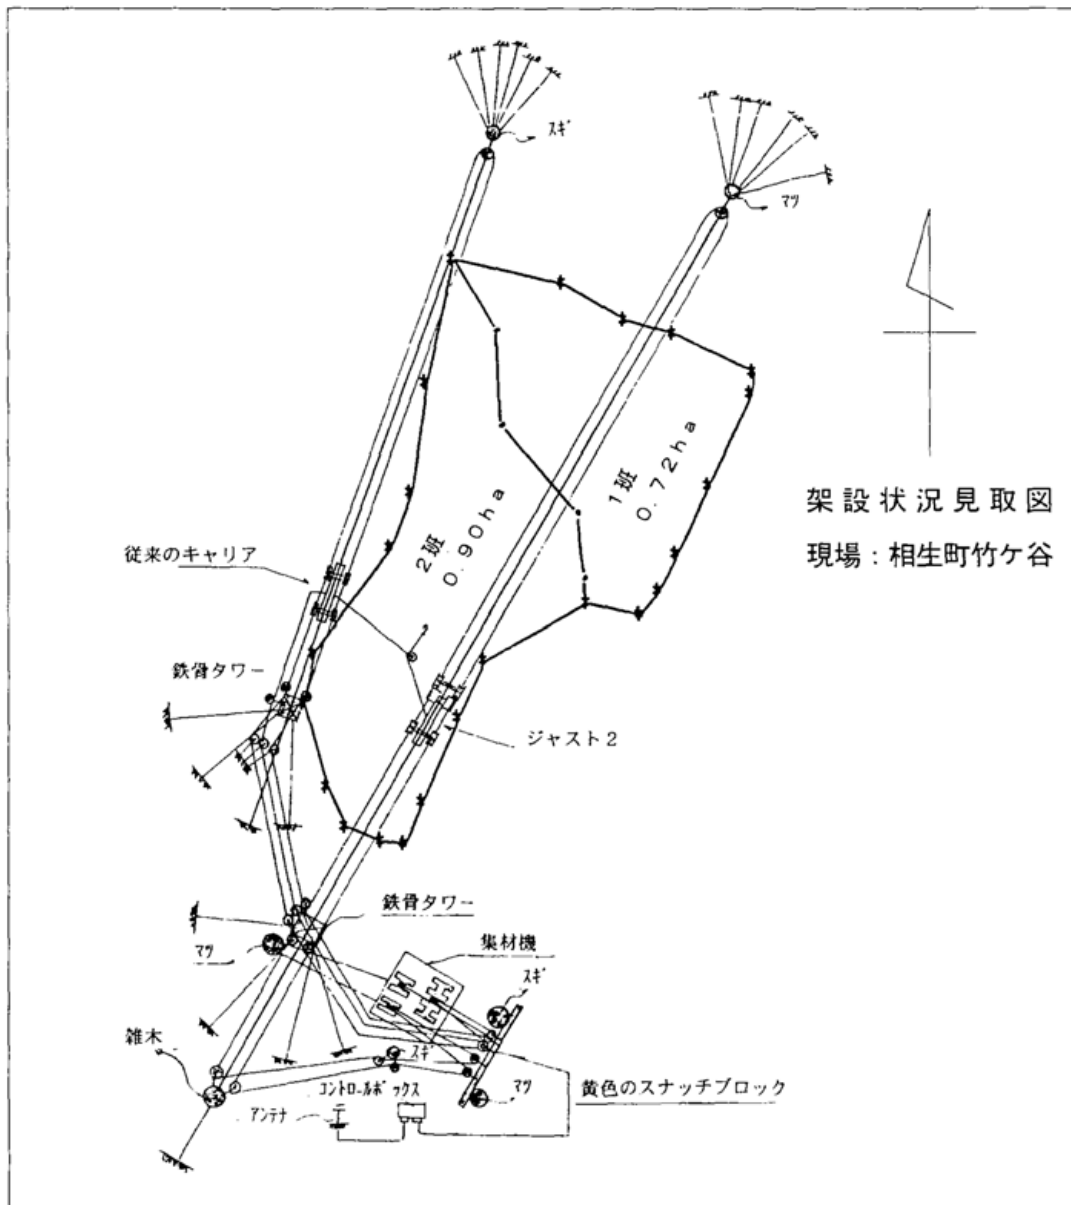 スギ
マツ
1班
0.72ha
2班
0.90ha
架設状況見取図
現場：相生町竹ケ谷
従来のキャリア
鉄骨タワー
ジャスト2
鉄骨タワー
マツ
集材機
スギ
雑木
スギ
コントロールボックス
マツ
黄色のスナッチブロック
アンテナ